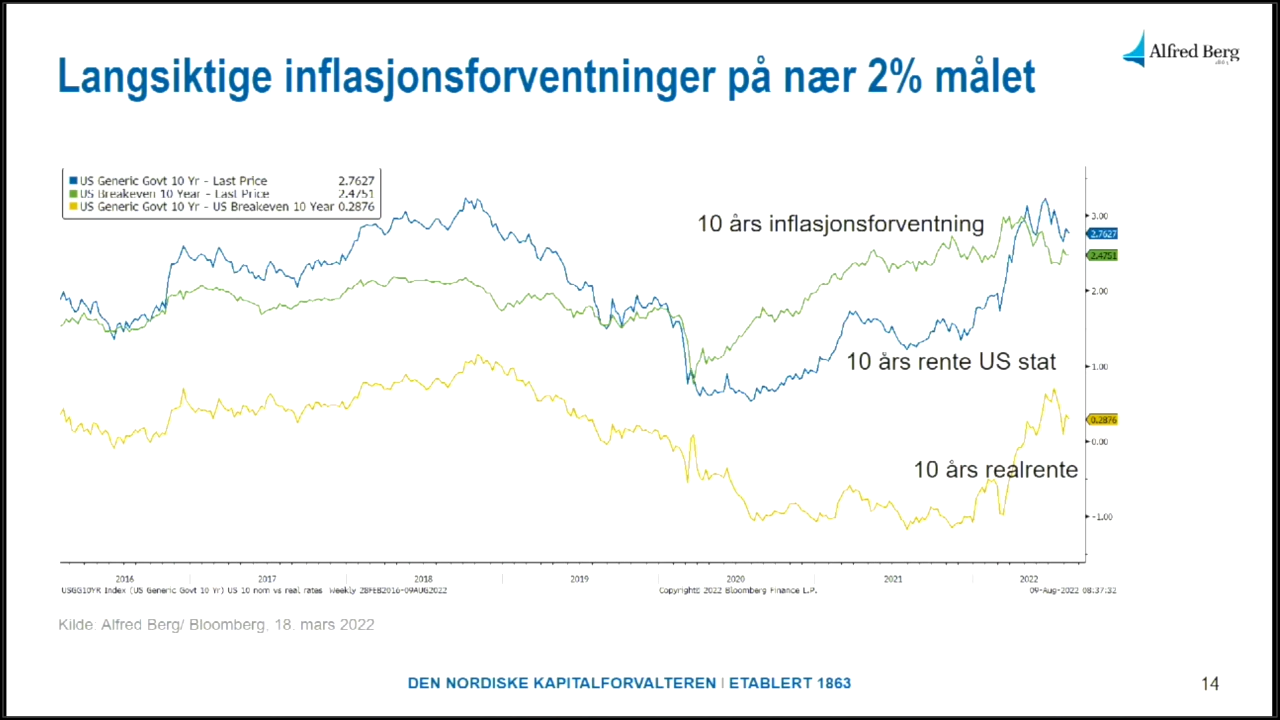 Langsiktige inflasjonsforventninger på nær 2% målet
Alfred Berg
US Generic Govt 10 Yr - Last Price 2.7627
US Breakeven 10 Year - Last Price 2.4751
US Generic Govt 10 Yr - US Breakeven 10 Year 0.2876
10 års inflasjonsforventning
3.00
2.7627
2.4751
2.00
10 års rente US stat
1.00
0.2876
0.00
10 års realrente
-1.00
2016 2017 2018 2019 2020 2021 2022
USGG10YR Index (US Generic Govt 10 Yr) US 10 nom vs real rates Weekly 28FEB2016-09AUG2022 Copyright© 2022 Bloomberg Finance L.P. 09-Aug-2022 08:37:32
Kilde: Alfred Berg/ Bloomberg, 18. mars 2022
DEN NORDISKE KAPITALFORVALTEREN | ETABLERT 1863
14